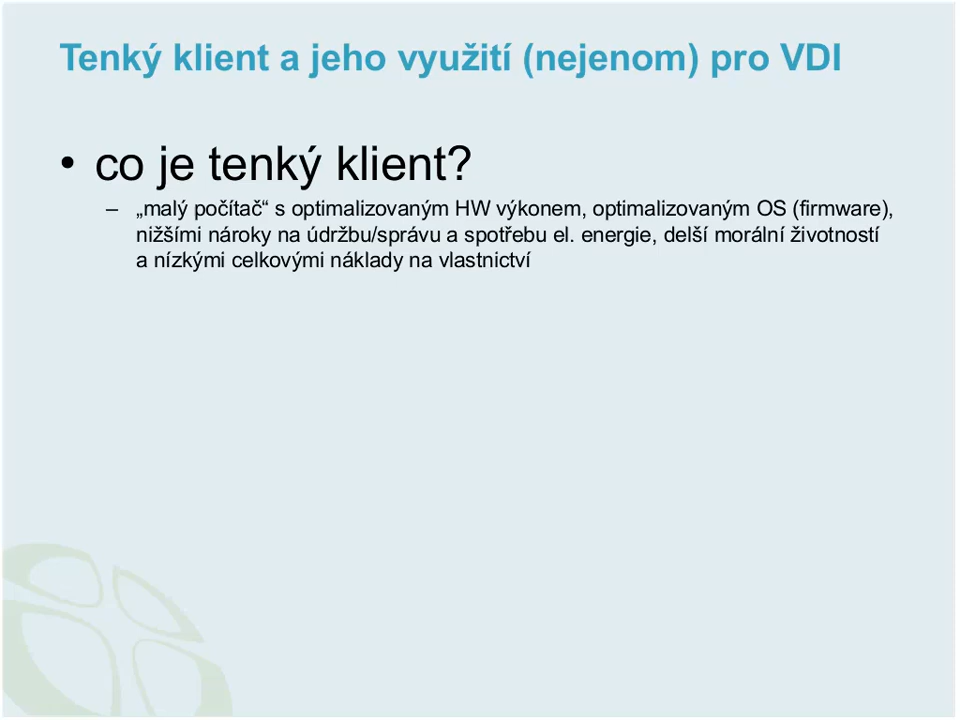 Tenký klient a jeho využití (nejenom) pro VDI
• co je tenký klient?
– „malý počítač“ s optimalizovaným HW výkonem, optimalizovaným OS (firmware),
nižšími nároky na údržbu/správu a spotřebu el. energie, delší morální životností
a nízkými celkovými náklady na vlastnictví